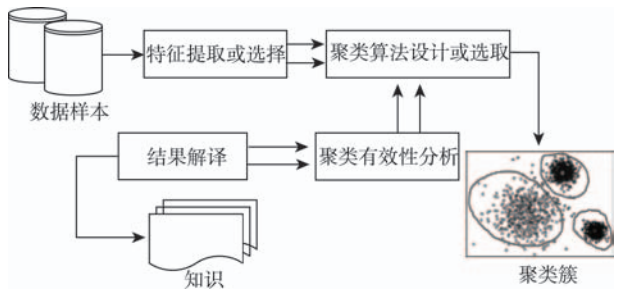 特征提取或选择
聚类算法设计或选取
数据样本
结果解译
聚类有效性分析
知识
聚类簇